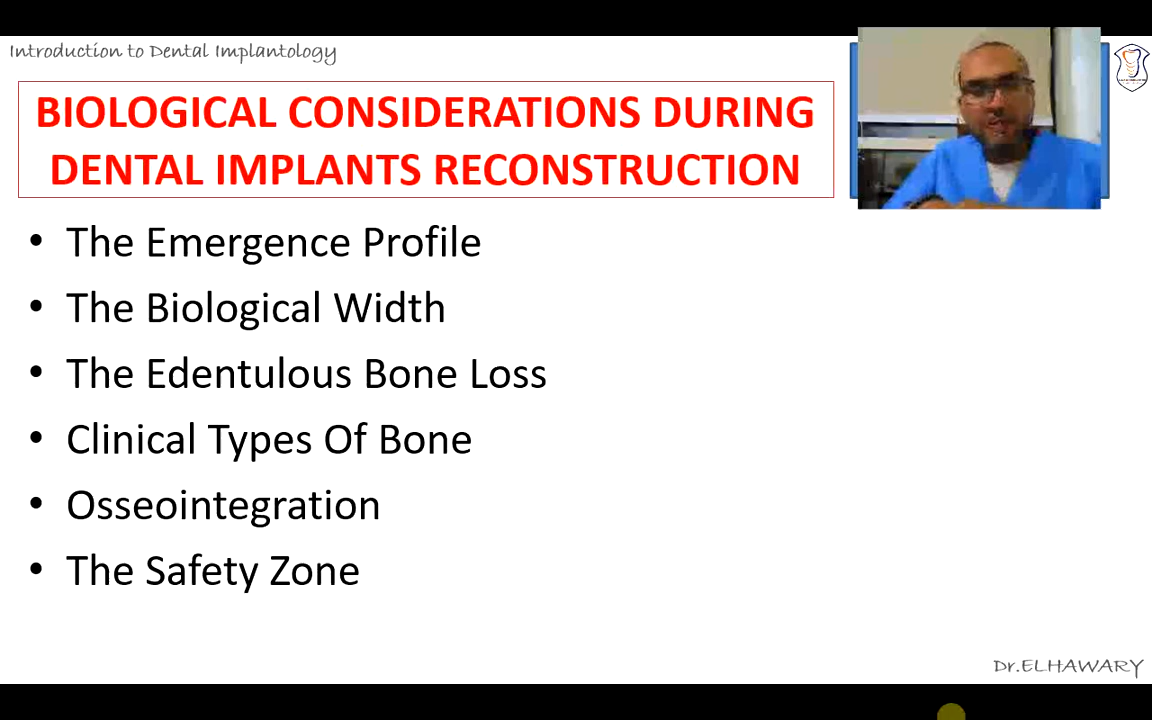 Introduction to Dental Implantology
BIOLOGICAL CONSIDERATIONS DURING
DENTAL IMPLANTS RECONSTRUCTION
• The Emergence Profile
• The Biological Width
• The Edentulous Bone Loss
• Clinical Types Of Bone
• Osseointegration
• The Safety Zone
Dr.ELHAWARY